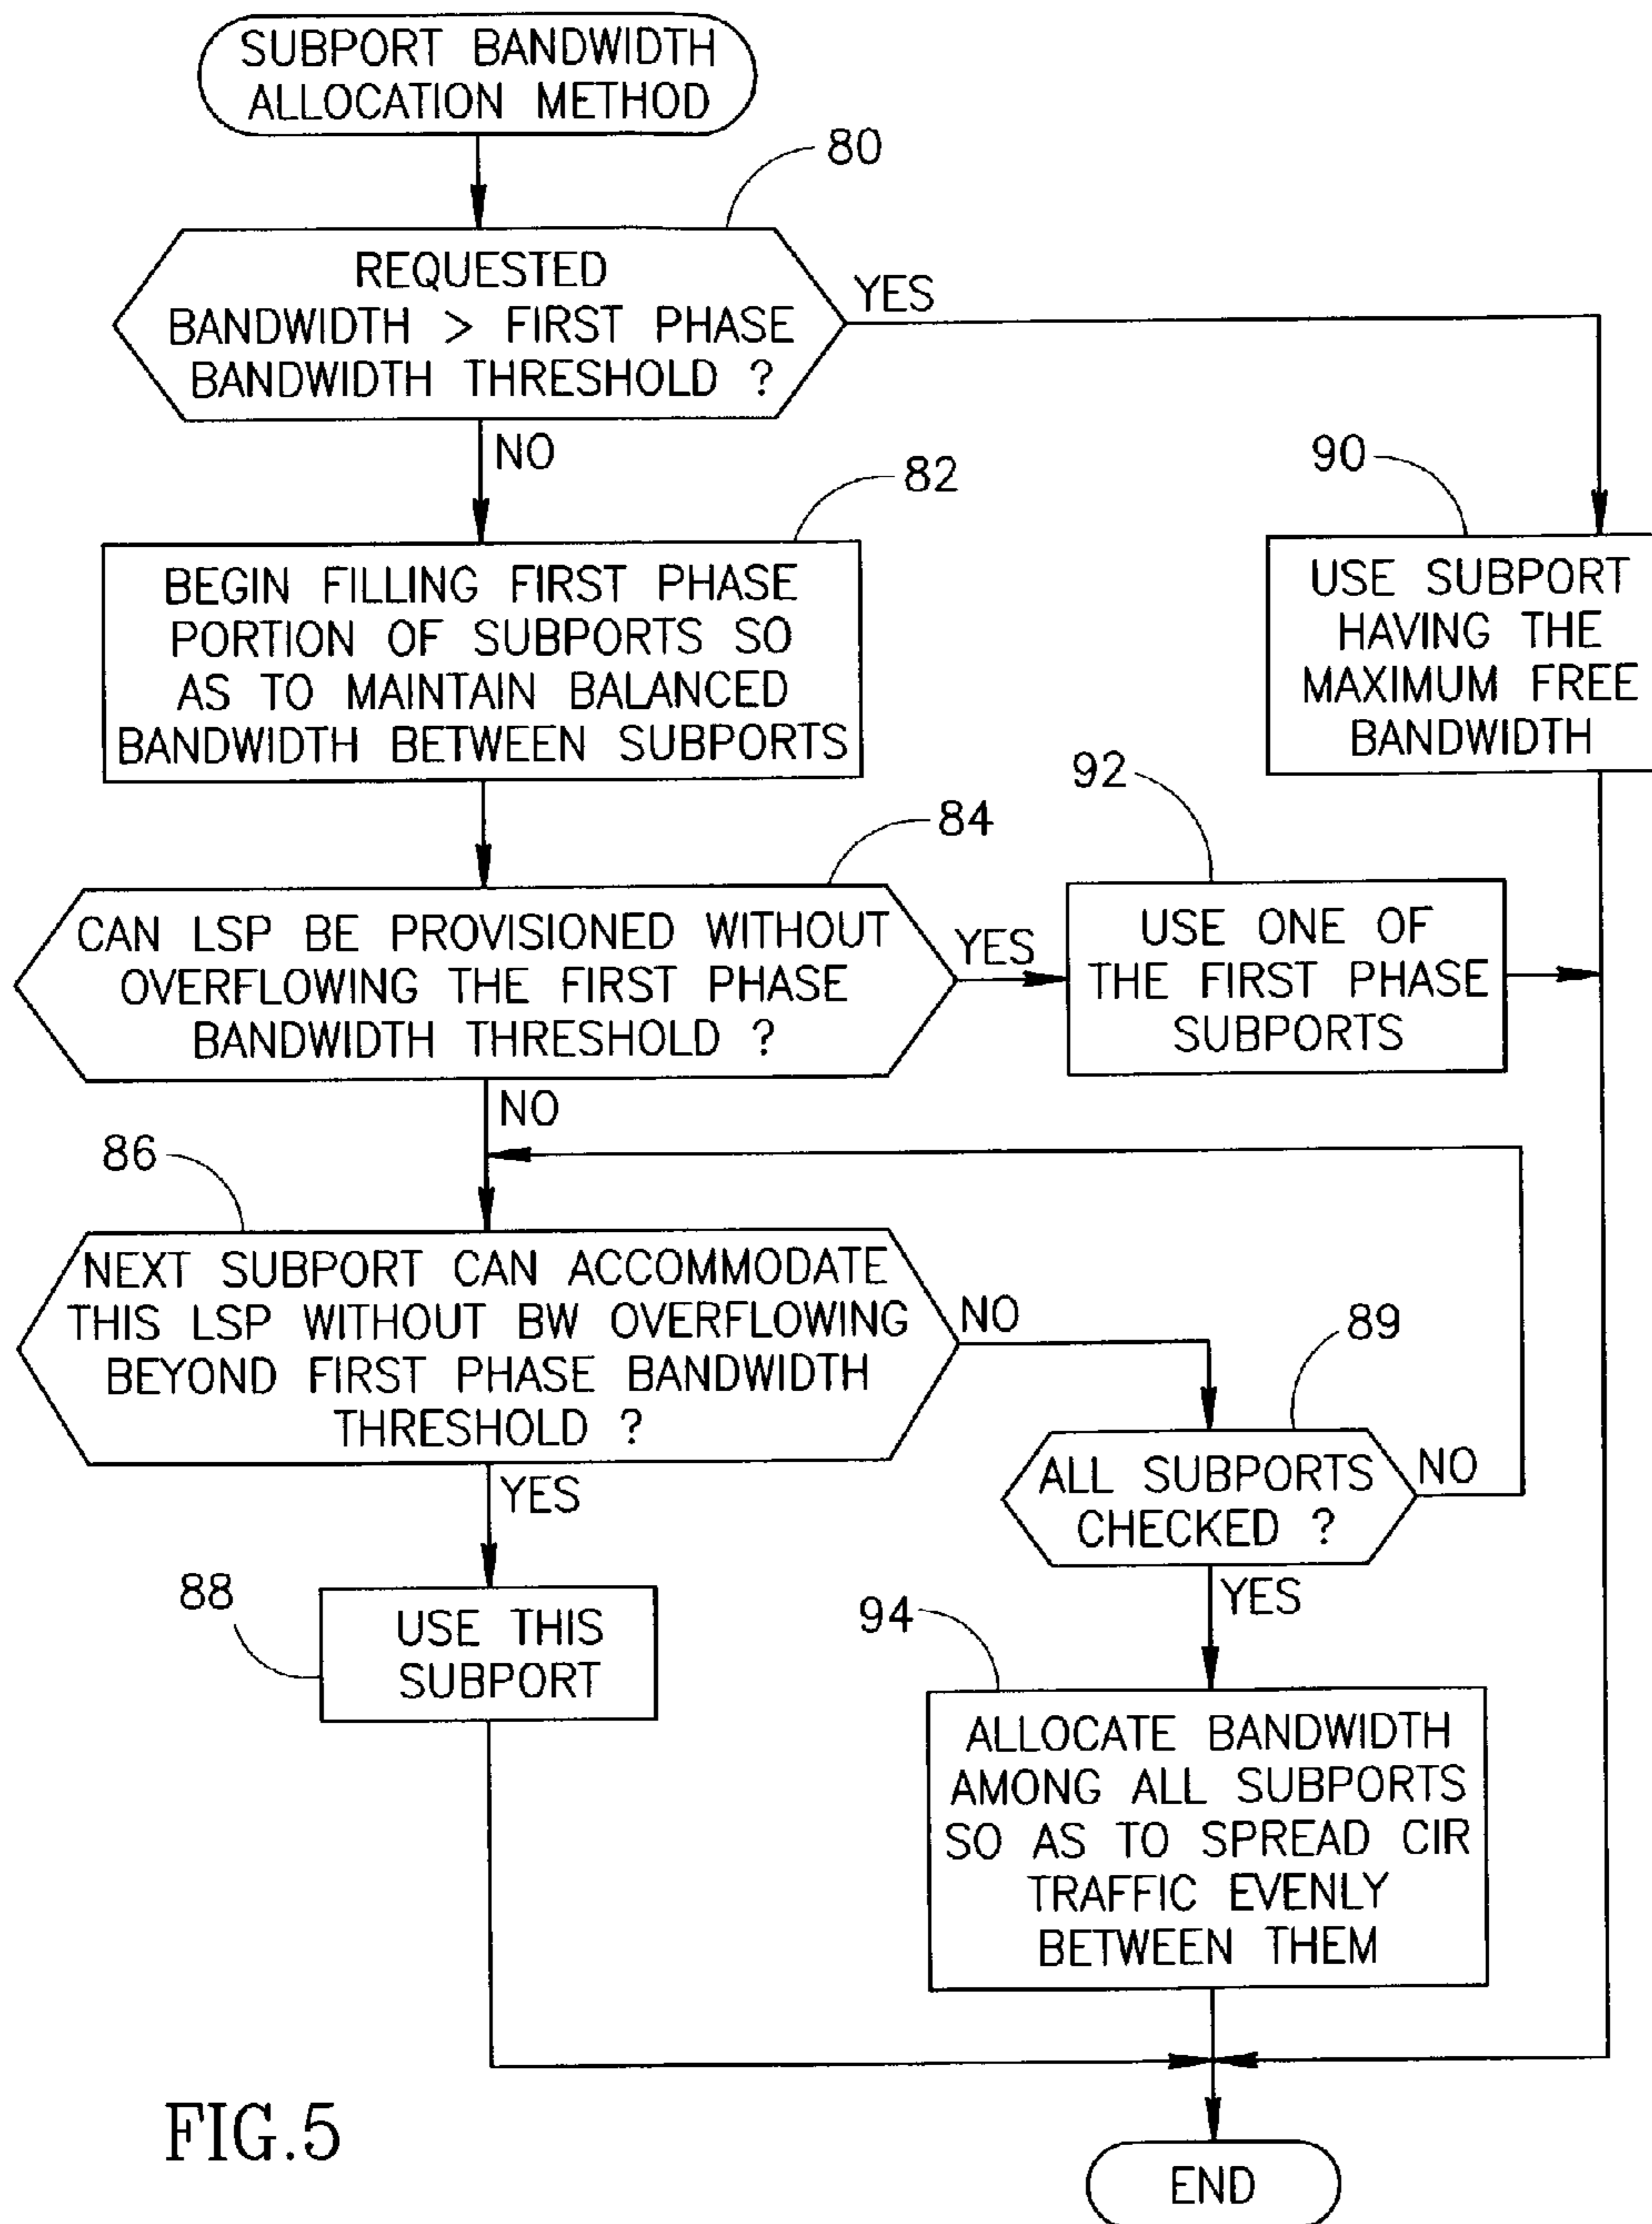 SUBPORT BANDWIDTH
ALLOCATION METHOD
80
REQUESTED
BANDWIDTH > FIRST PHASE
BANDWIDTH THRESHOLD ?
YES
NO
82
90
BEGIN FILLING FIRST PHASE
PORTION OF SUBPORTS SO
AS TO MAINTAIN BALANCED
BANDWIDTH BETWEEN SUBPORTS
USE SUBPORT
HAVING THE
MAXIMUM FREE
BANDWIDTH
84
92
CAN LSP BE PROVISIONED WITHOUT
OVERFLOWING THE FIRST PHASE
BANDWIDTH THRESHOLD ?
YES
USE ONE OF
THE FIRST PHASE
SUBPORTS
NO
86
NEXT SUBPORT CAN ACCOMMODATE
THIS LSP WITHOUT BW OVERFLOWING
BEYOND FIRST PHASE BANDWIDTH
THRESHOLD ?
NO
89
ALL SUBPORTS
CHECKED ?
NO
YES
YES
88
USE THIS
SUBPORT
94
ALLOCATE BANDWIDTH
AMONG ALL SUBPORTS
SO AS TO SPREAD CIR
TRAFFIC EVENLY
BETWEEN THEM
FIG.5
END